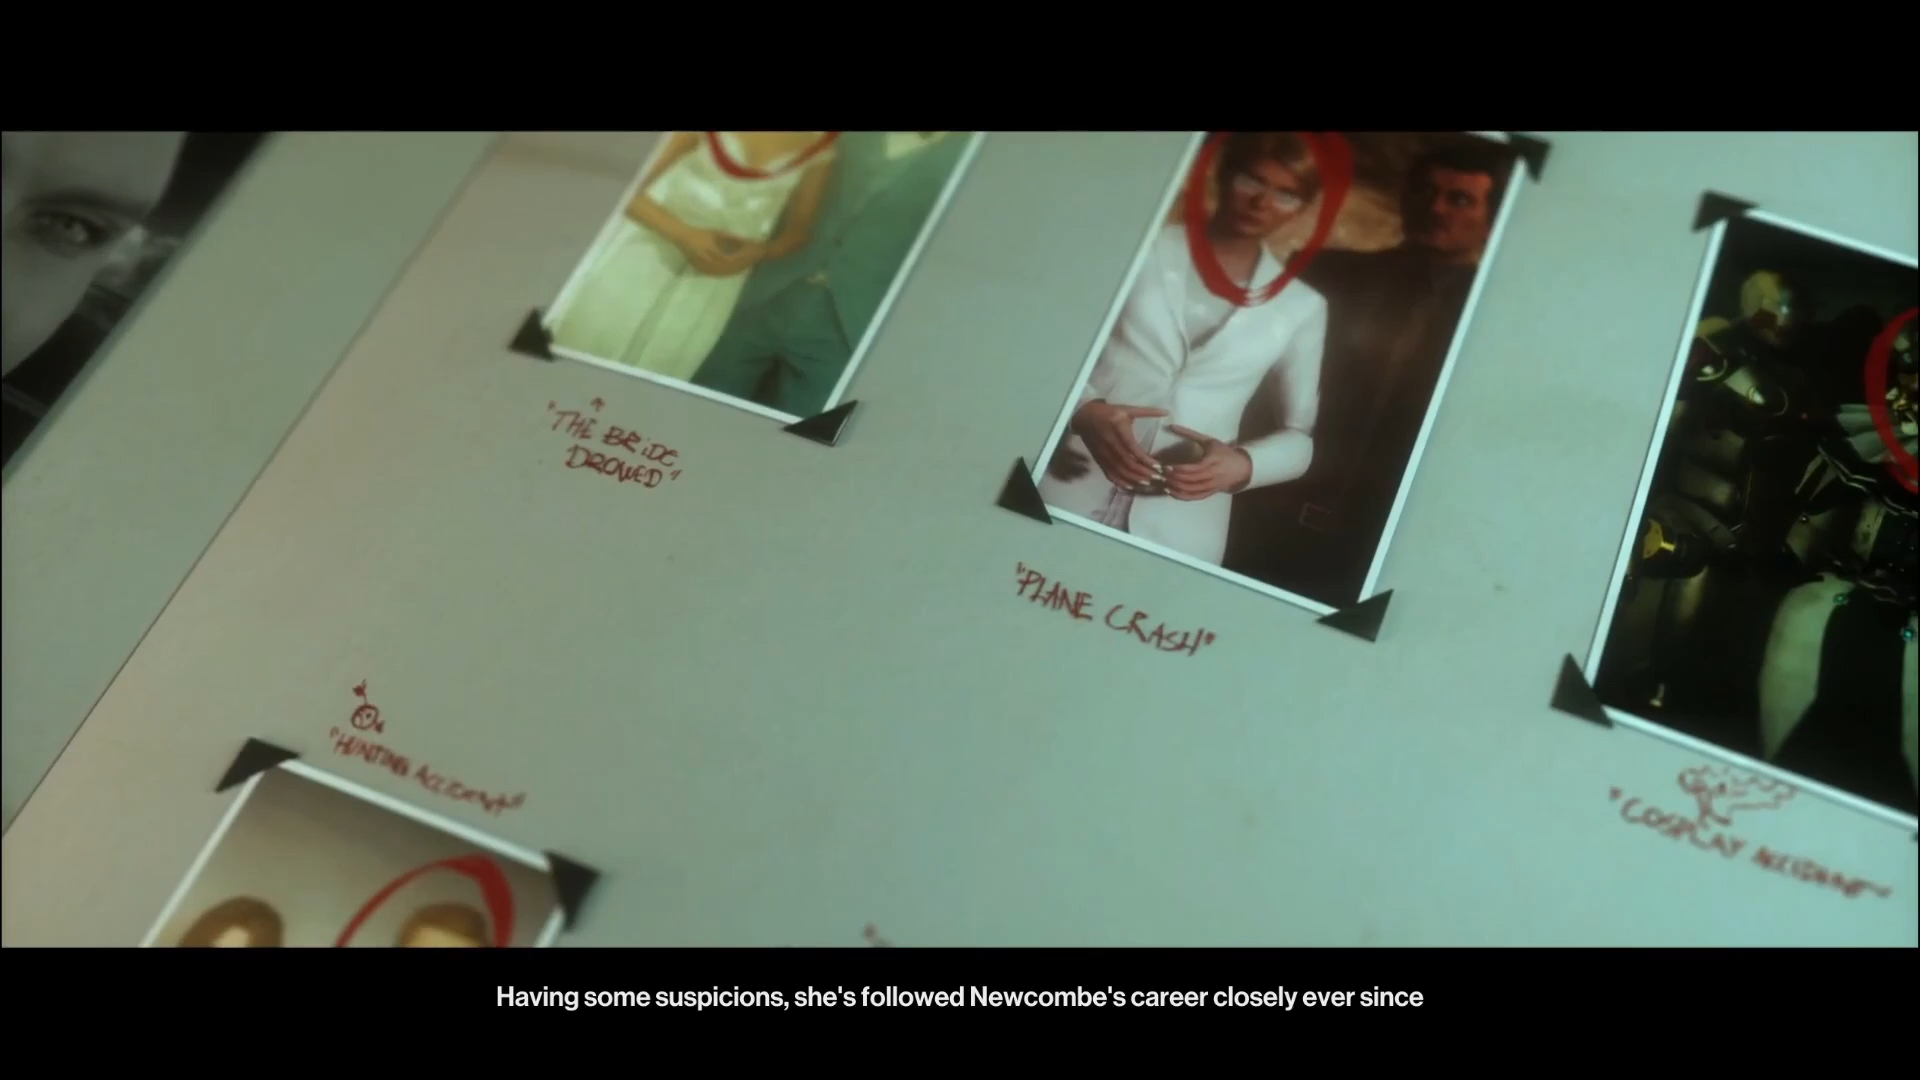 "THE BRIDE
DROWED"
"PLANE CRASH"
"HUNTING ACCIDENT"
"COSPLAY ACCIDENT"
Having some suspicions, she's followed Newcombe's career closely ever since